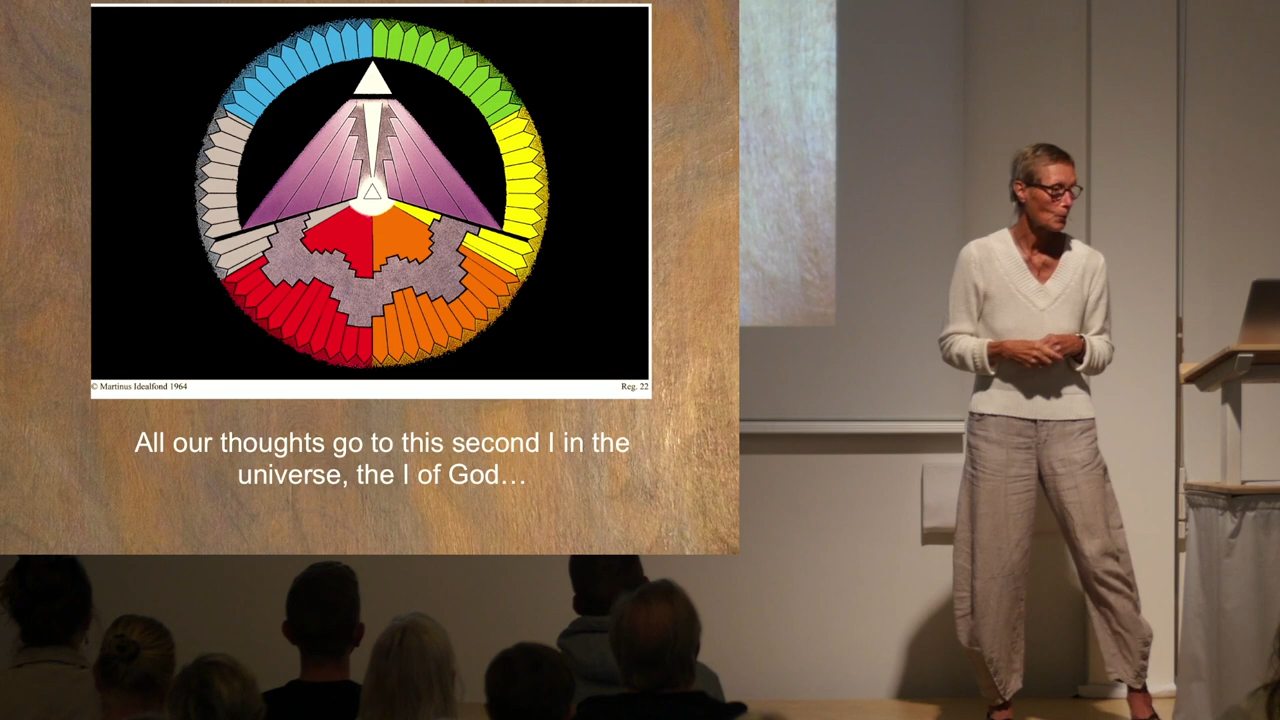 © Martinus Idealfond 1964
Reg. 22
All our thoughts go to this second I in the
universe, the I of God…